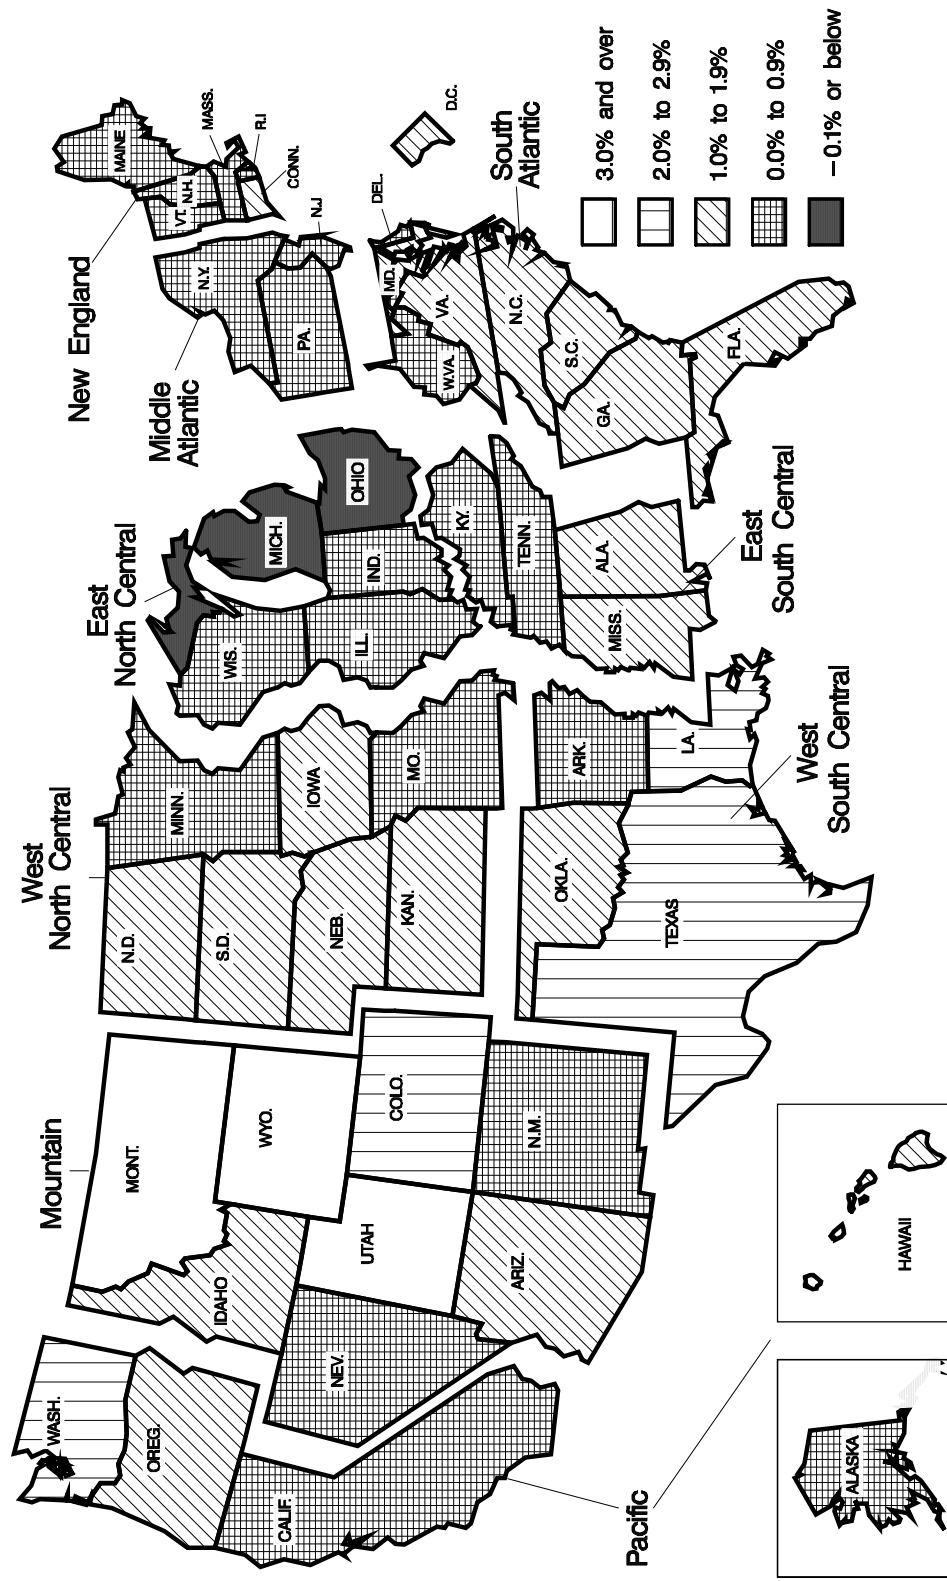 Pacific
Mountain
West
North Central
East
North Central
Middle
Atlantic
New England
WASH.
OREG.
CALIF.
NEV.
IDAHO
MONT.
WYO.
UTAH
COLO.
ARIZ.
N.M.
N.D.
S.D.
NEB.
KAN.
MINN.
IOWA
MO.
WIS.
ILL.
IND.
MICH.
OHIO
N.Y.
PA.
N.J
VT.
N.H.
MAINE
MASS.
R.I
CONN.
OKLA.
TEXAS
ARK.
LA.
KY.
TENN.
MISS.
ALA.
W.VA.
VA.
MD.
DEL.
D.C.
N.C.
S.C.
GA.
FLA.
ALASKA
HAWAII
West
South Central
East
South Central
South
Atlantic
3.0% and over
2.0% to 2.9%
1.0% to 1.9%
0.0% to 0.9%
−0.1% or below